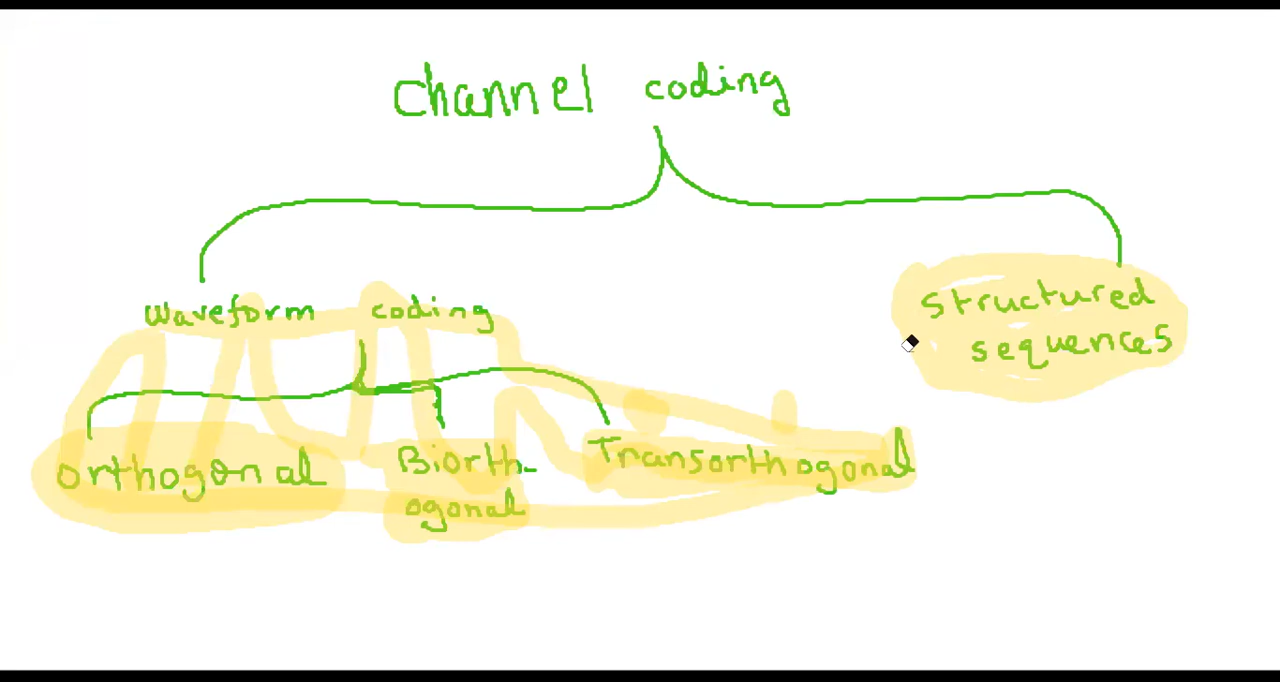 Channel coding
Waveform coding
Structured
sequences
Orthogonal
Biorth-
ogonal
Transorthogonal